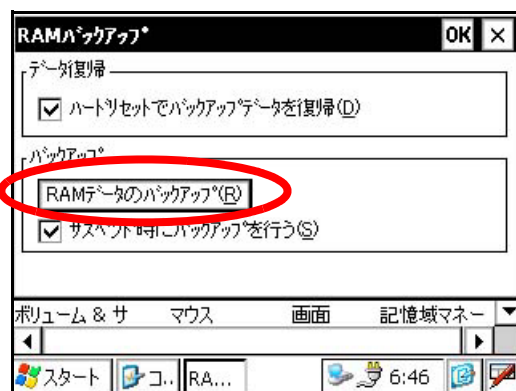 RAMﾊﾞｯｸｱｯﾌﾟ OK ×
ﾃﾞｰﾀ復帰
ハードリセットでﾊﾞｯｸｱｯﾌﾟﾃﾞｰﾀを復帰(D)
ﾊﾞｯｸｱｯﾌﾟ
RAMﾃﾞｰﾀのﾊﾞｯｸｱｯﾌﾟ(R)
サスペンド時にﾊﾞｯｸｱｯﾌﾟを行う(S)
ボリューム & サ マウス 画面 記憶域マネー
スタート コ.. RA... 6:46